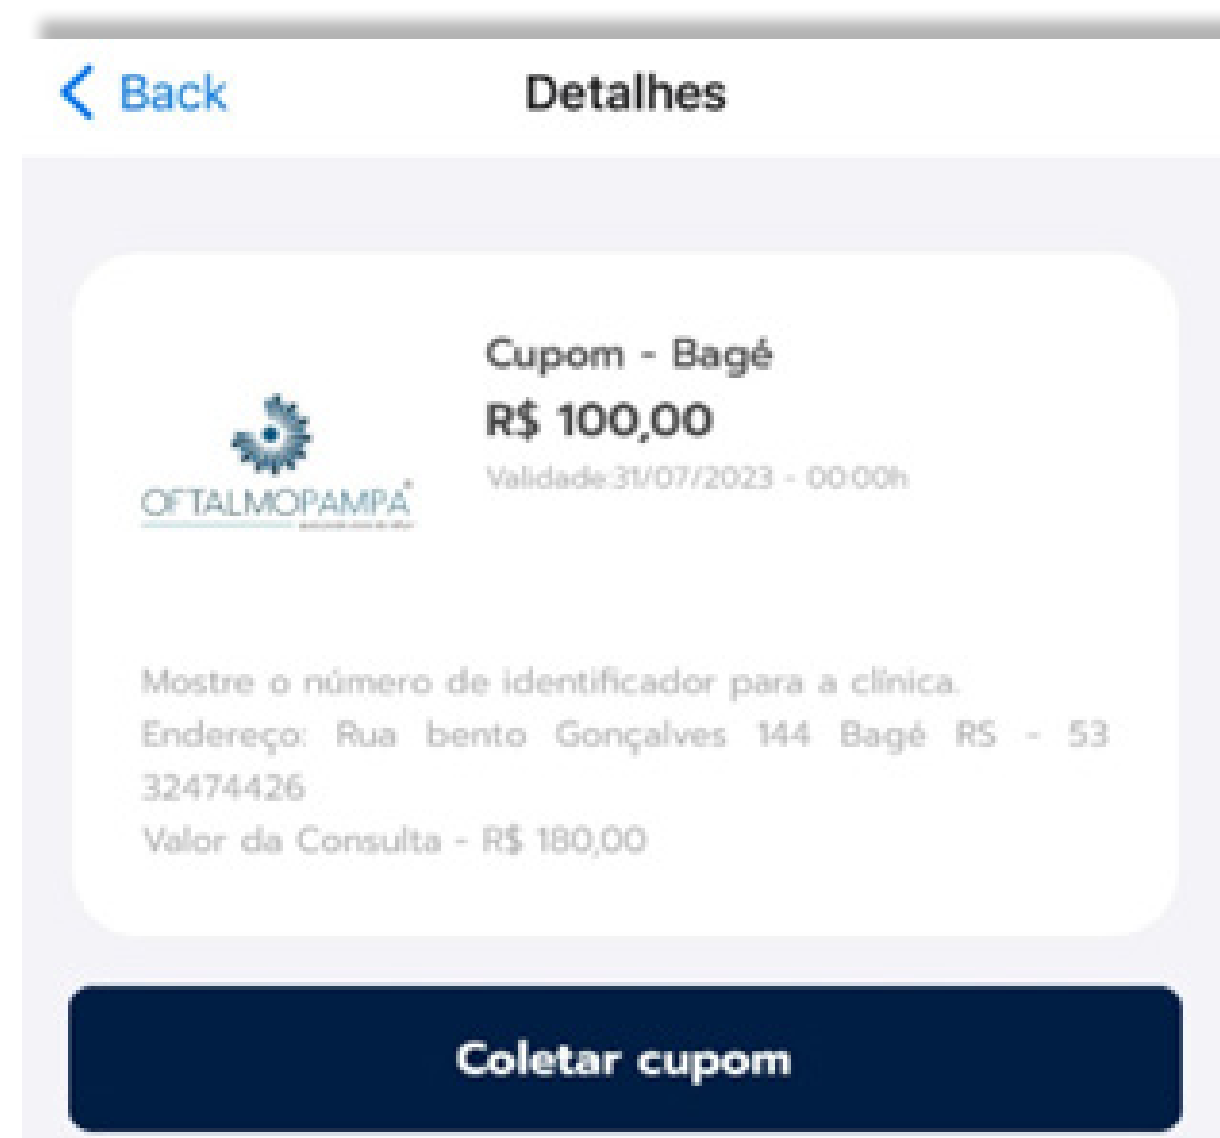 Back
Detalhes
Cupom - Bagé
R$ 100,00
Validade:31/07/2023 - 00:00h
OFTALMOPAMPA
Mostre o número de identificador para a clínica.
Endereço: Rua bento Gonçalves 144 Bagé RS - 53
32474426
Valor da Consulta - R$ 180,00
Coletar cupom